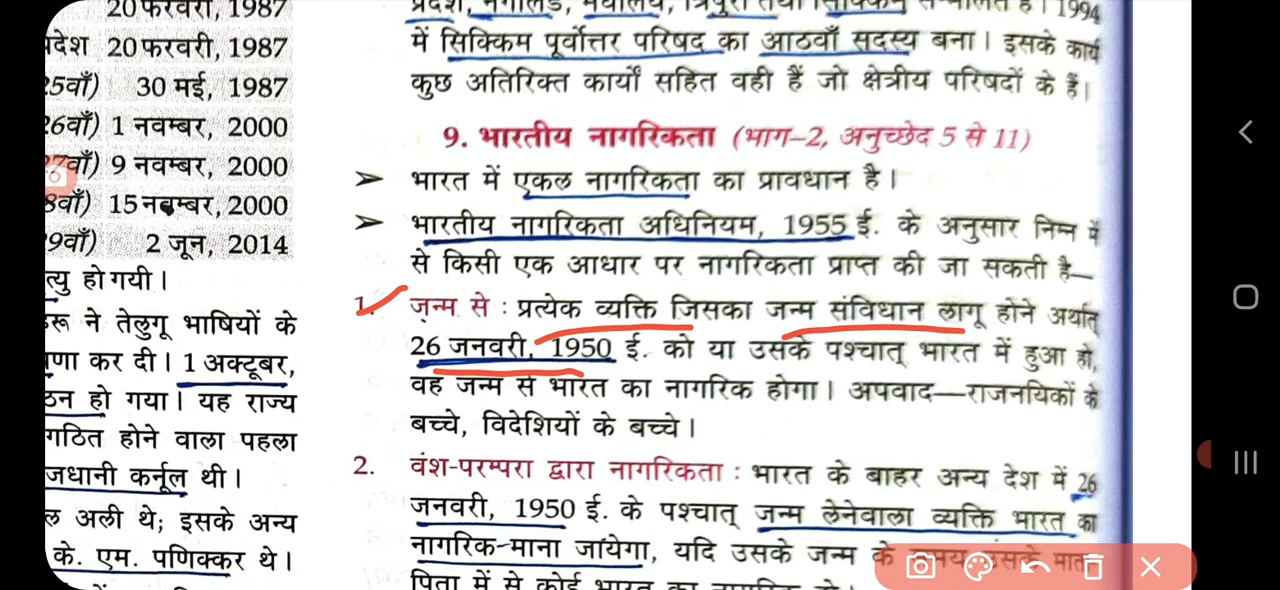 20 फरवरी, 1987
20 फरवरी, 1987
30 मई, 1987
1 नवम्बर, 2000
9 नवम्बर, 2000
15 नवम्बर, 2000
2 जून, 2014
हो गयी।
ने तेलुगू भाषियों के
कर दी। 1 अक्टूबर,
हो गया। यह राज्य
गठित होने वाला पहला
कर्नूल थी।
अली थे; इसके अन्य
के. एम. पणिक्कर थे।
1994
में सिक्किम पूर्वोत्तर परिषद का आठवाँ सदस्य बना। इसके कार्य
कुछ अतिरिक्त कार्यों सहित वही हैं जो क्षेत्रीय परिषदों के हैं।
9. भारतीय नागरिकता (भाग-2, अनुच्छेद 5 से 11)
➤ भारत में एकल नागरिकता का प्रावधान है।
➤ भारतीय नागरिकता अधिनियम, 1955 ई. के अनुसार निम्न में
से किसी एक आधार पर नागरिकता प्राप्त की जा सकती है—
1. जन्म से : प्रत्येक व्यक्ति जिसका जन्म संविधान लागू होने अर्थात्
26 जनवरी, 1950 ई. को या उसके पश्चात् भारत में हुआ हो,
वह जन्म से भारत का नागरिक होगा। अपवाद—राजनयिकों के
बच्चे, विदेशियों के बच्चे।
2. वंश-परम्परा द्वारा नागरिकता : भारत के बाहर अन्य देश में 26
जनवरी, 1950 ई. के पश्चात् जन्म लेनेवाला व्यक्ति भारत का
नागरिक-माना जायेगा, यदि उसके जन्म के समय उसके माता
पिता में से कोई भारत का नागरिक हो।